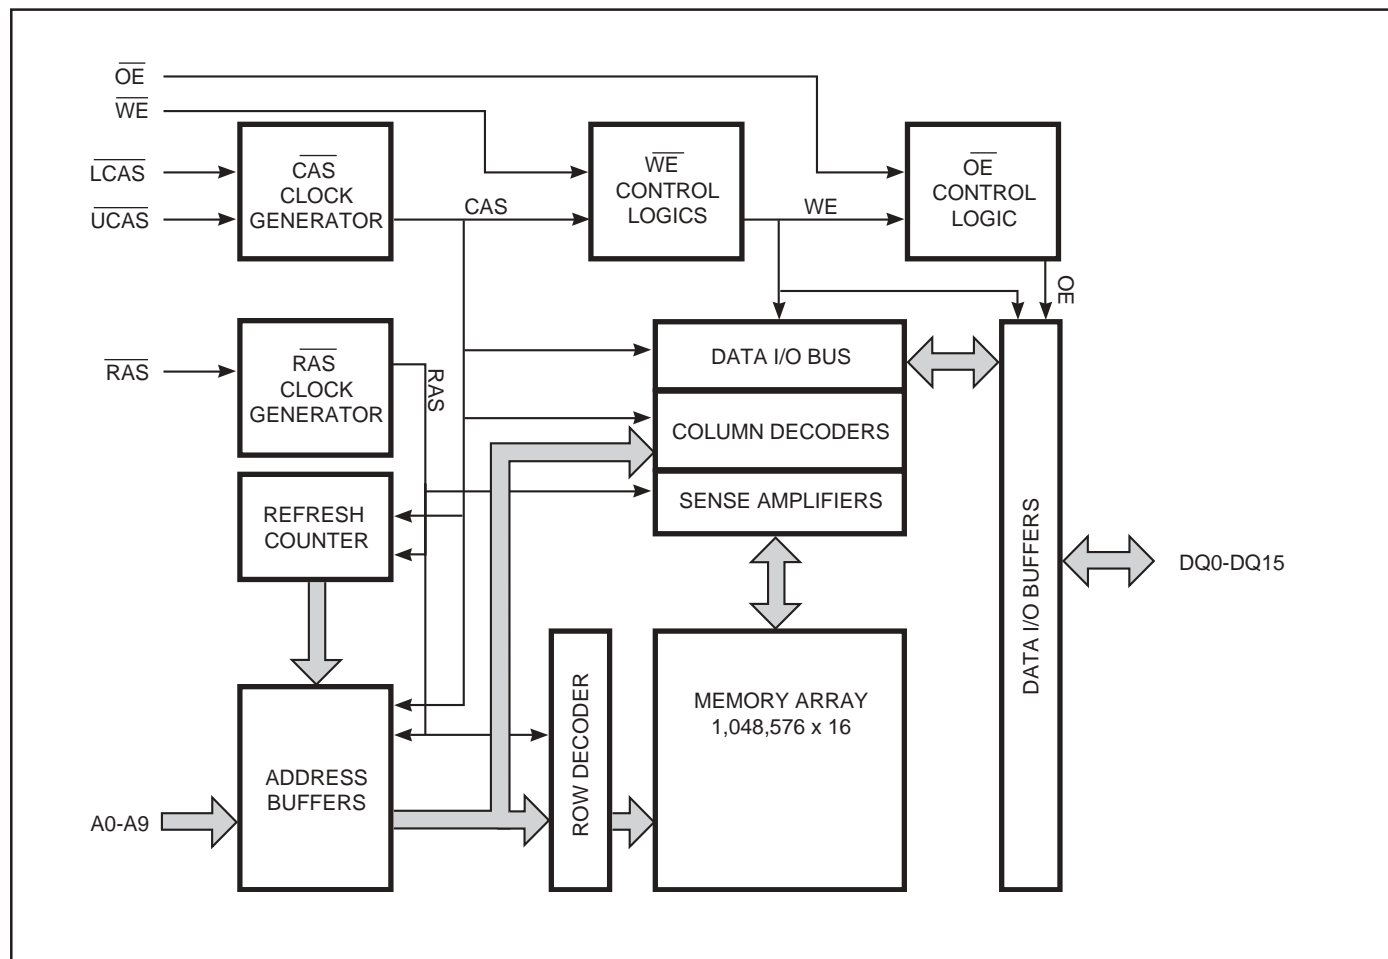 OE
WE
LCAS
UCAS
CAS
CLOCK
GENERATOR
CAS
WE
CONTROL
LOGICS
WE
OE
CONTROL
LOGIC
OE
RAS
RAS
CLOCK
GENERATOR
RAS
DATA I/O BUS
COLUMN DECODERS
SENSE AMPLIFIERS
REFRESH
COUNTER
DATA I/O BUFFERS
DQ0-DQ15
MEMORY ARRAY
1,048,576 x 16
ROW DECODER
ADDRESS
BUFFERS
A0-A9